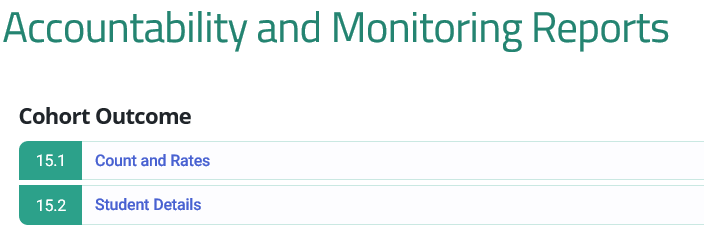 Accountability and Monitoring Reports
Cohort Outcome
15.1 Count and Rates
15.2 Student Details